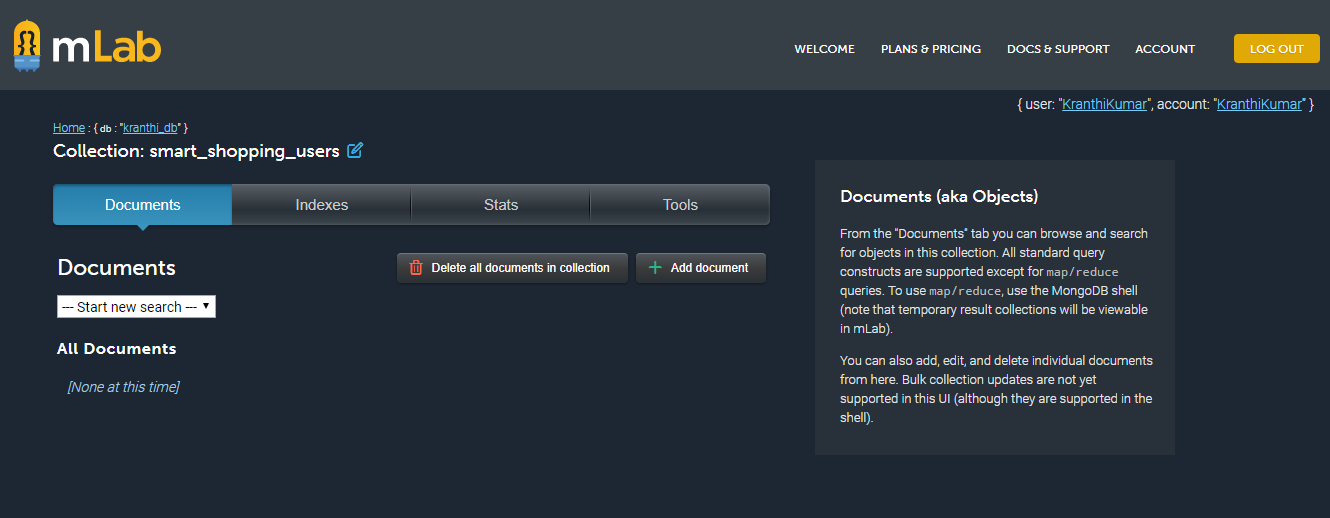 mLab
WELCOME PLANS & PRICING DOCS & SUPPORT ACCOUNT LOG OUT
{ user: "KranthiKumar", account: "KranthiKumar" }
Home : { db : "kranthi_db" }
Collection: smart_shopping_users
Documents Indexes Stats Tools
Documents
Delete all documents in collection
Add document
--- Start new search ---
All Documents
[None at this time]
Documents (aka Objects)
From the "Documents" tab you can browse and search
for objects in this collection. All standard query
constructs are supported except for map/reduce
queries. To use map/reduce, use the MongoDB shell
(note that temporary result collections will be viewable
in mLab).
You can also add, edit, and delete individual documents
from here. Bulk collection updates are not yet
supported in this UI (although they are supported in the
shell).